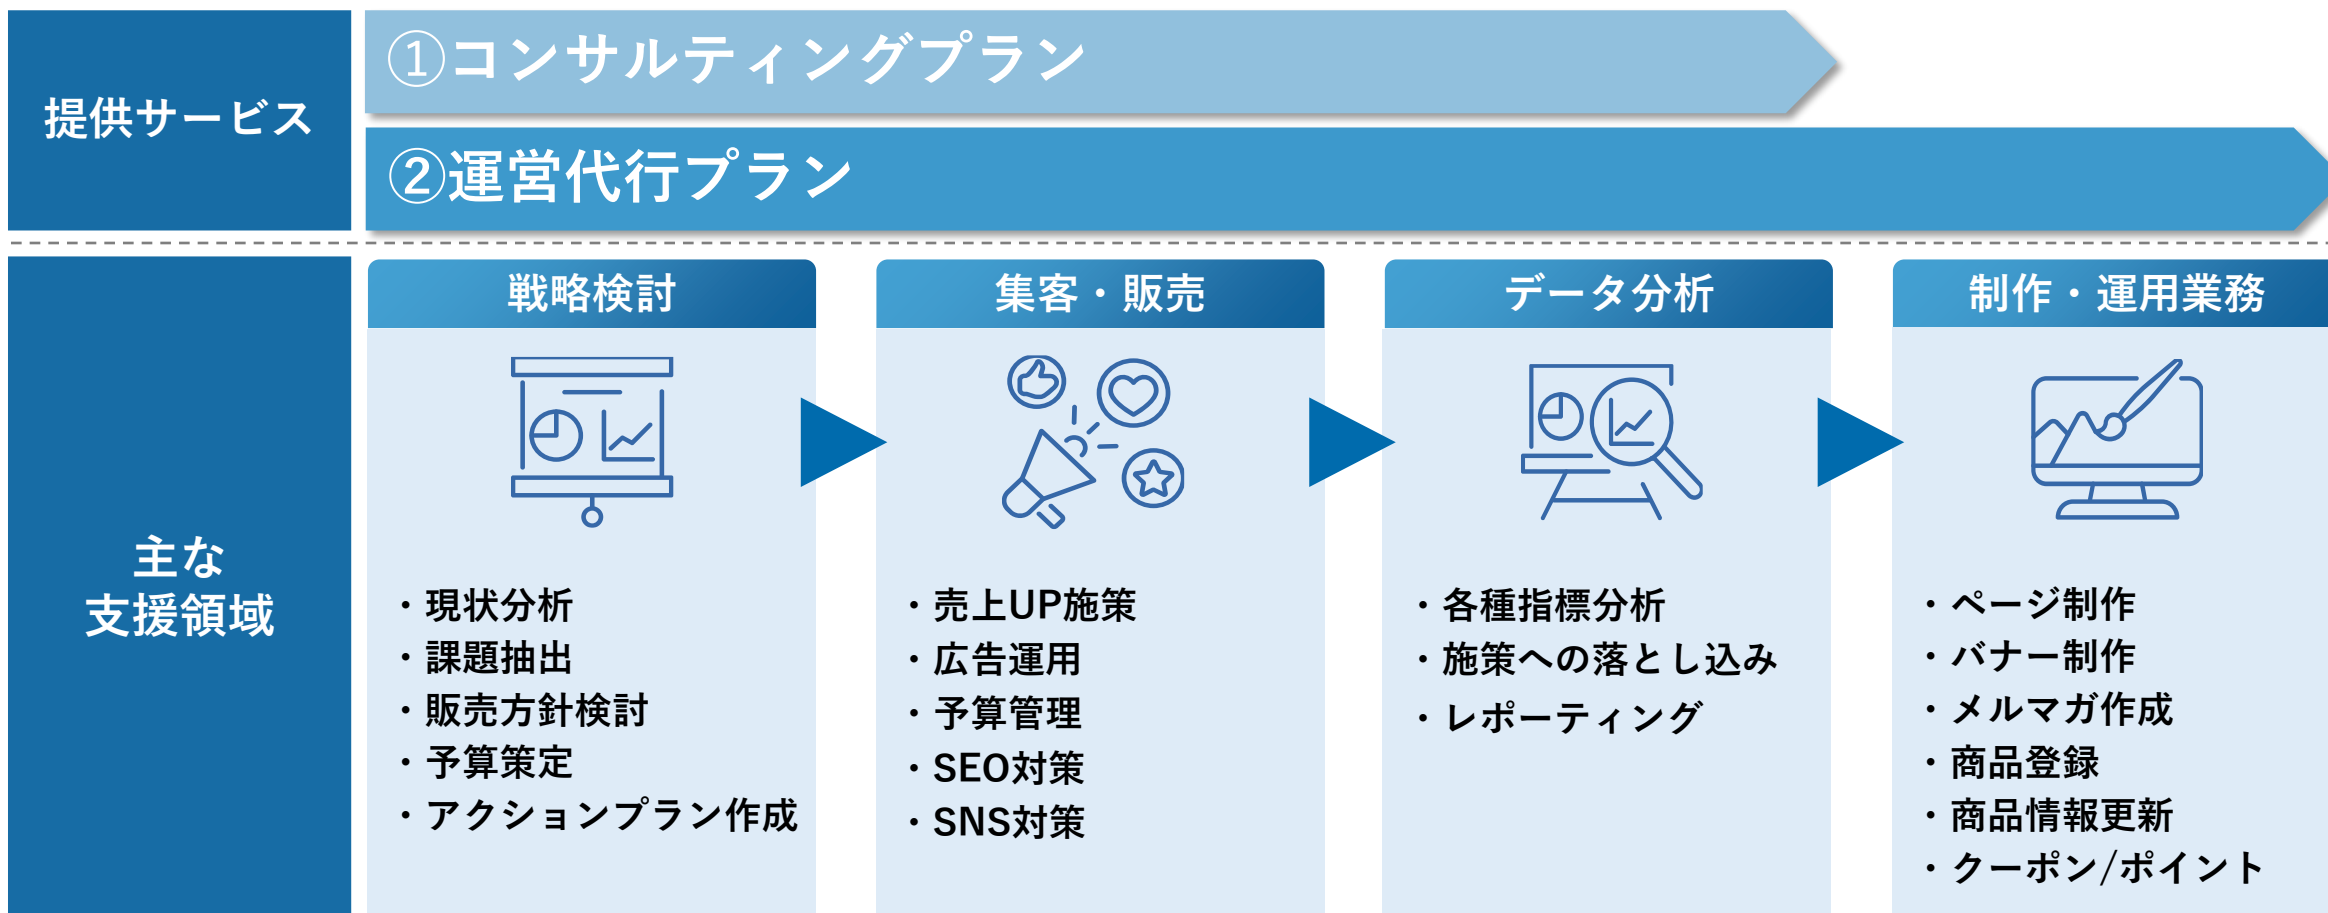 提供サービス
①コンサルティングプラン
②運営代行プラン
主な
支援領域
戦略検討
・現状分析
・課題抽出
・販売方針検討
・予算策定
・アクションプラン作成
集客・販売
・売上UP施策
・広告運用
・予算管理
・SEO対策
・SNS対策
データ分析
・各種指標分析
・施策への落とし込み
・レポーティング
制作・運用業務
・ページ制作
・バナー制作
・メルマガ作成
・商品登録
・商品情報更新
・クーポン/ポイント